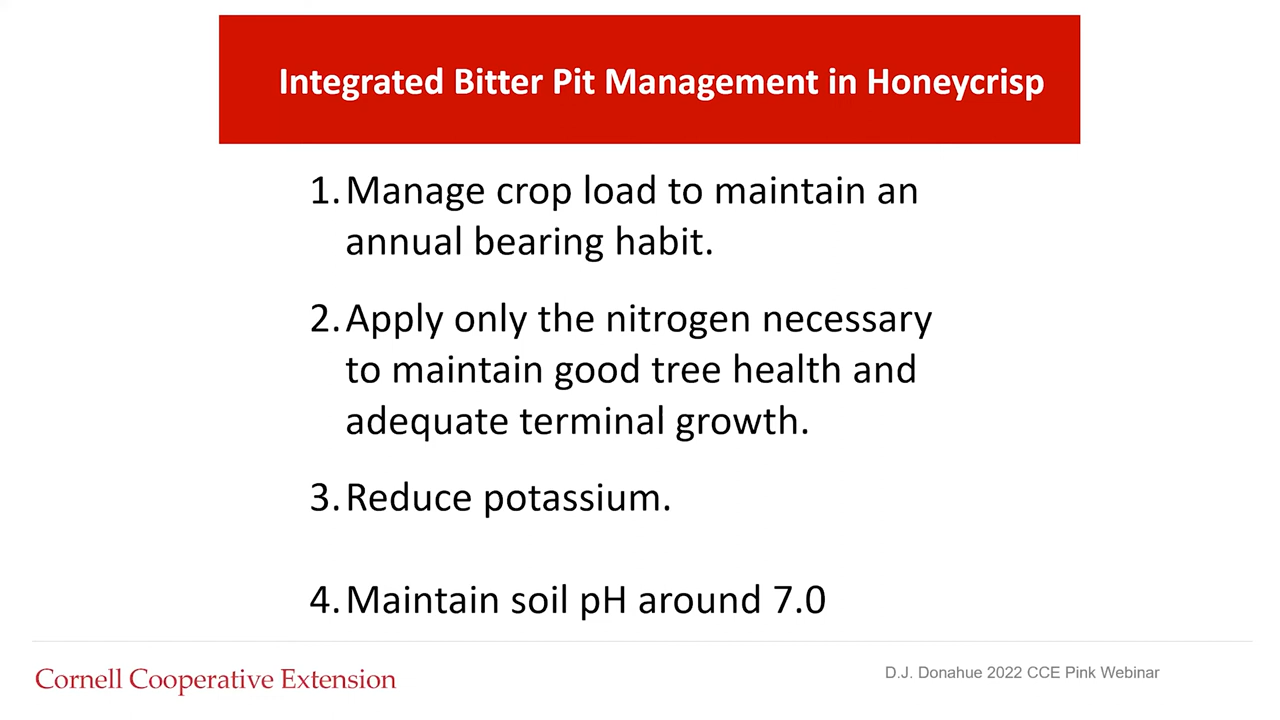 Integrated Bitter Pit Management in Honeycrisp
1. Manage crop load to maintain an
annual bearing habit.
2. Apply only the nitrogen necessary
to maintain good tree health and
adequate terminal growth.
3. Reduce potassium.
4. Maintain soil pH around 7.0
Cornell Cooperative Extension
D.J. Donahue 2022 CCE Pink Webinar